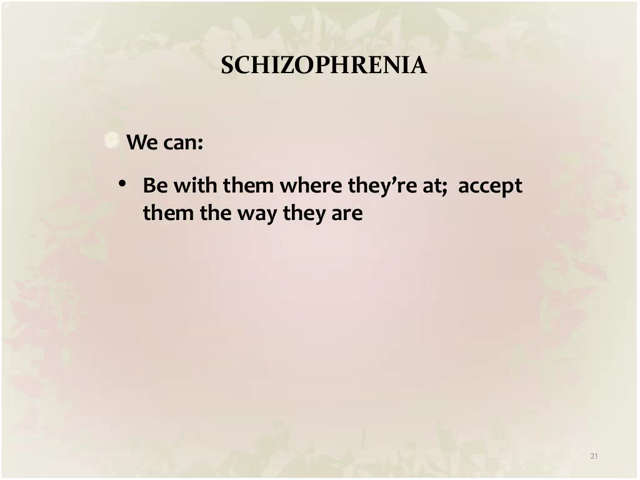 SCHIZOPHRENIA
We can:
• Be with them where they’re at;  accept
them the way they are
21